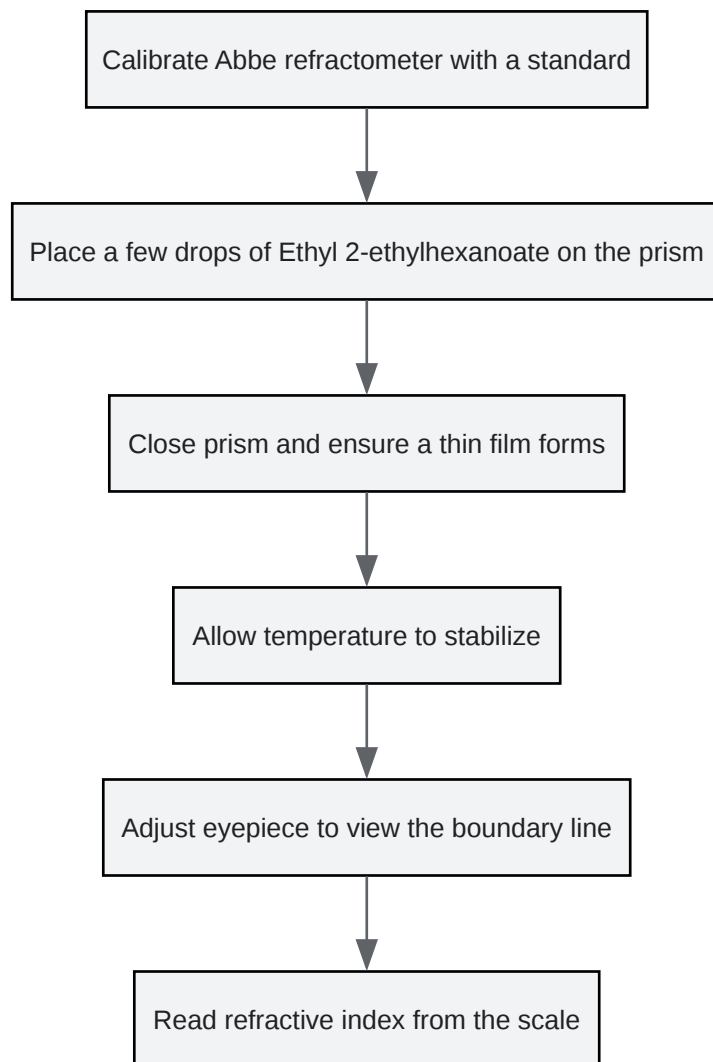 Calibrate Abbe refractometer with a standard
Place a few drops of Ethyl 2-ethylhexanoate on the prism
Close prism and ensure a thin film forms
Allow temperature to stabilize
Adjust eyepiece to view the boundary line
Read refractive index from the scale